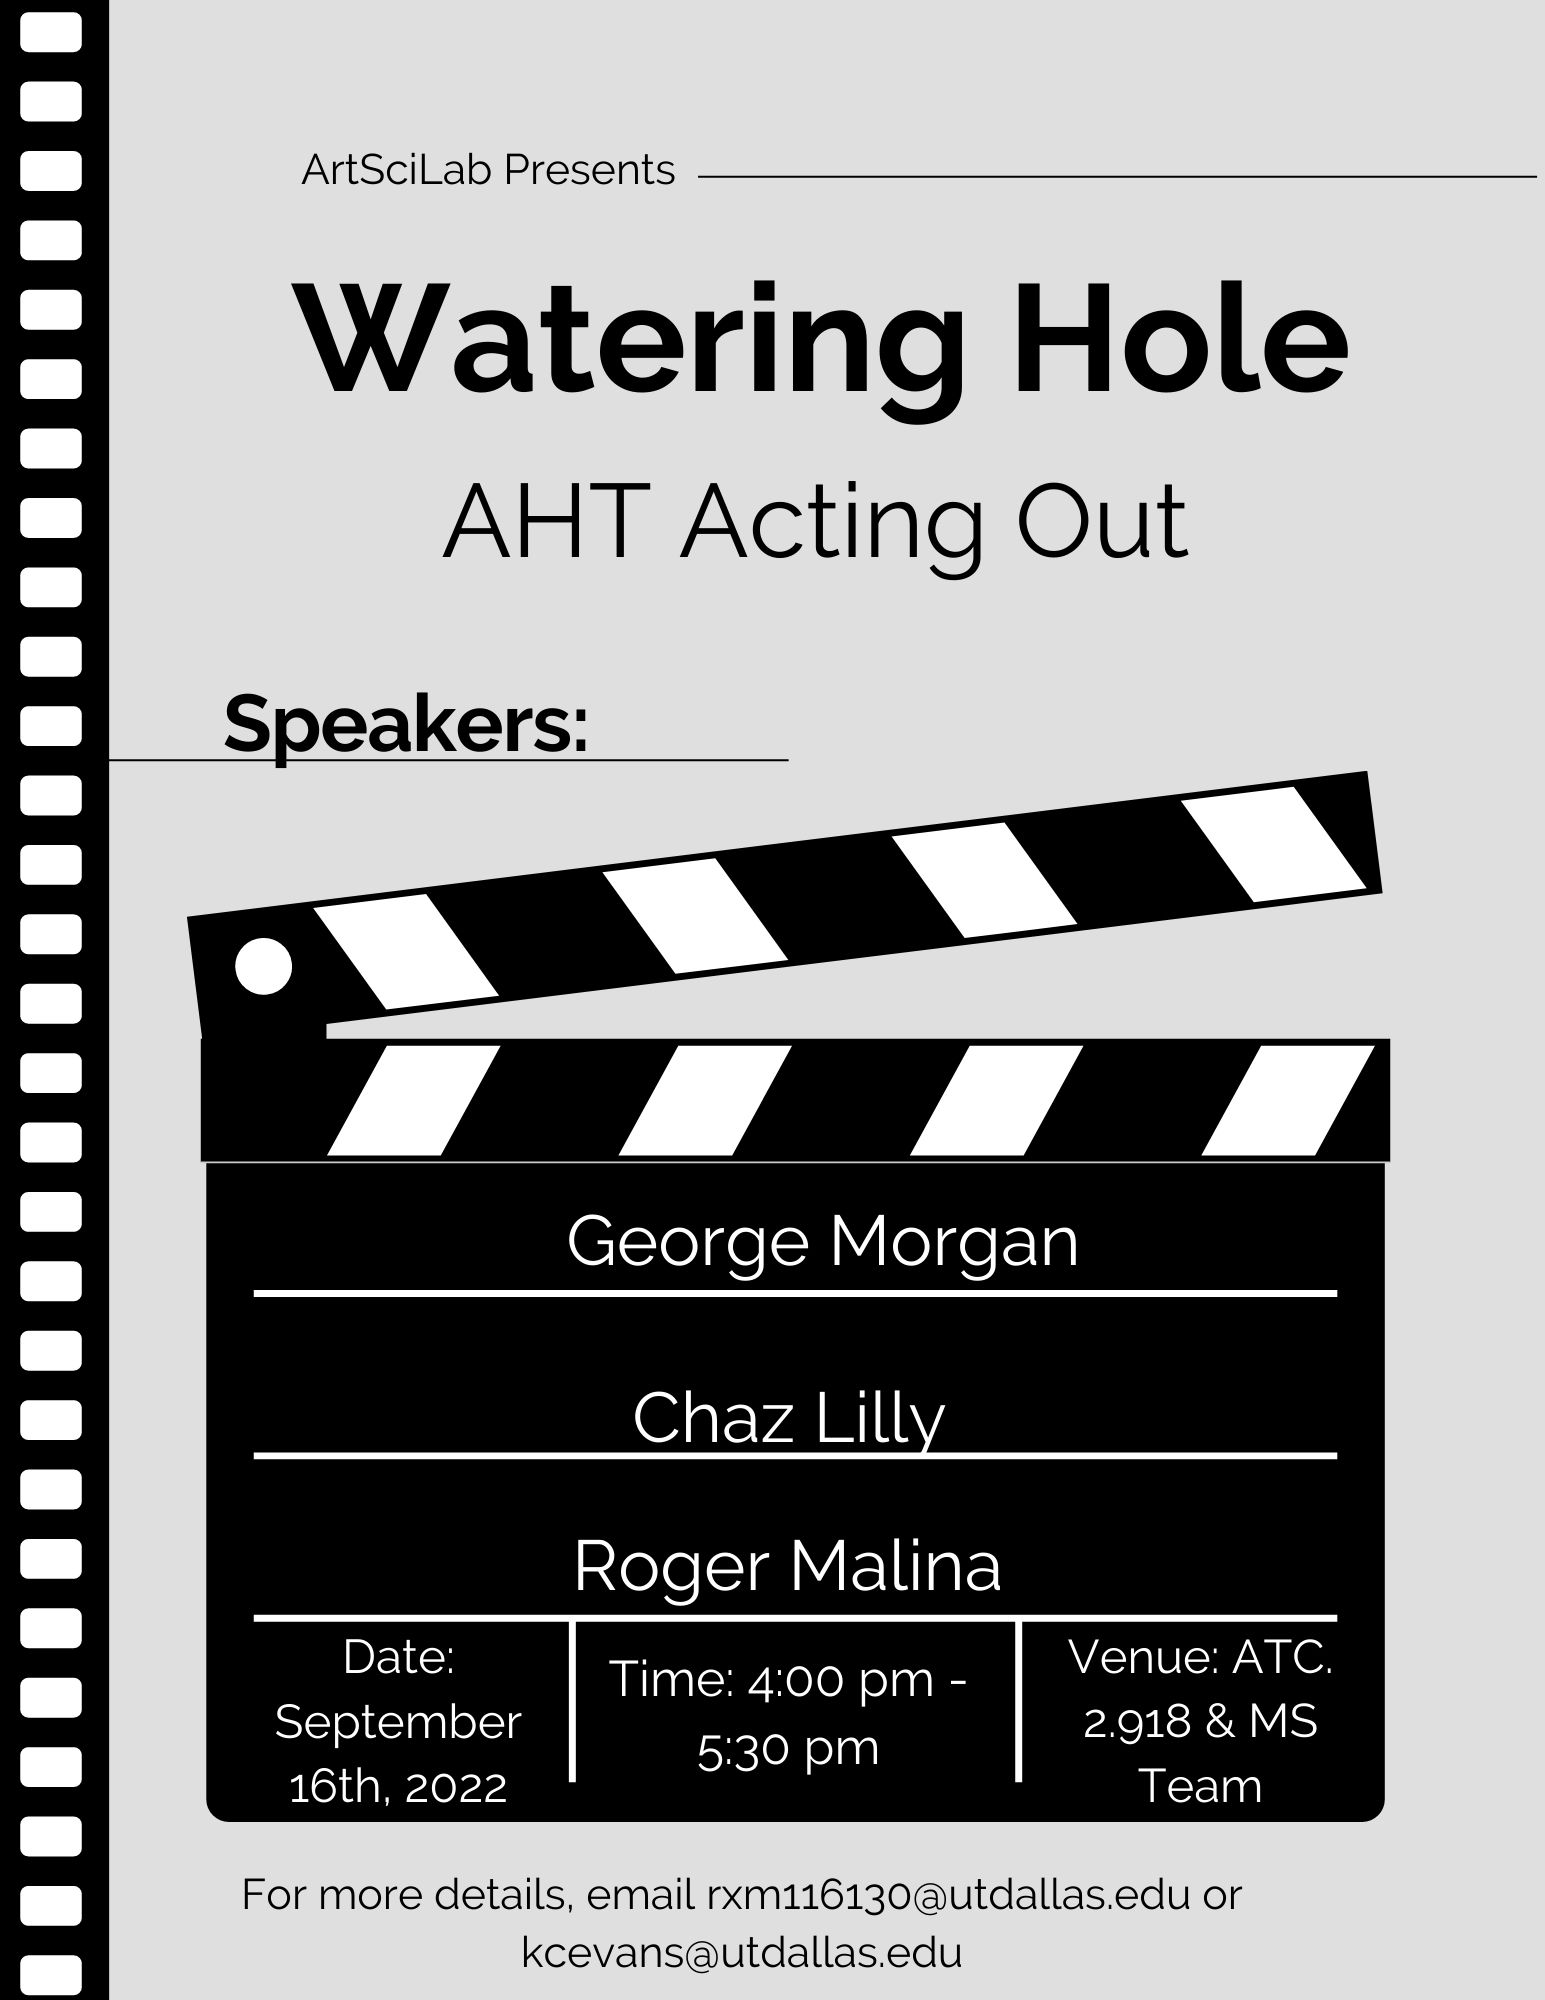 ArtSciLab Presents
Watering Hole
AHT Acting Out
Speakers:
George Morgan
Chaz Lilly
Roger Malina
Date:
September
16th, 2022
Time: 4:00 pm -
5:30 pm
Venue: ATC.
2.918 & MS
Team
For more details, email rxm116130@utdallas.edu or
kcevans@utdallas.edu